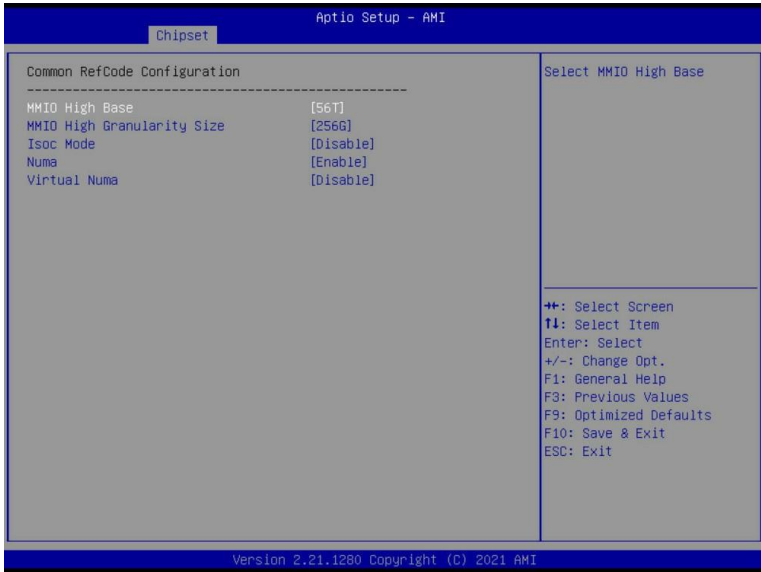 Aptio Setup – AMI
Chipset
Common RefCode Configuration
--------------------------------------------------
MMIO High Base [56T]
MMIO High Granularity Size [256G]
Isoc Mode [Disable]
Numa [Enable]
Virtual Numa [Disable]
Select MMIO High Base
→←: Select Screen
↑↓: Select Item
Enter: Select
+/-: Change Opt.
F1: General Help
F3: Previous Values
F9: Optimized Defaults
F10: Save & Exit
ESC: Exit
Version 2.21.1280 Copyright (C) 2021 AMI